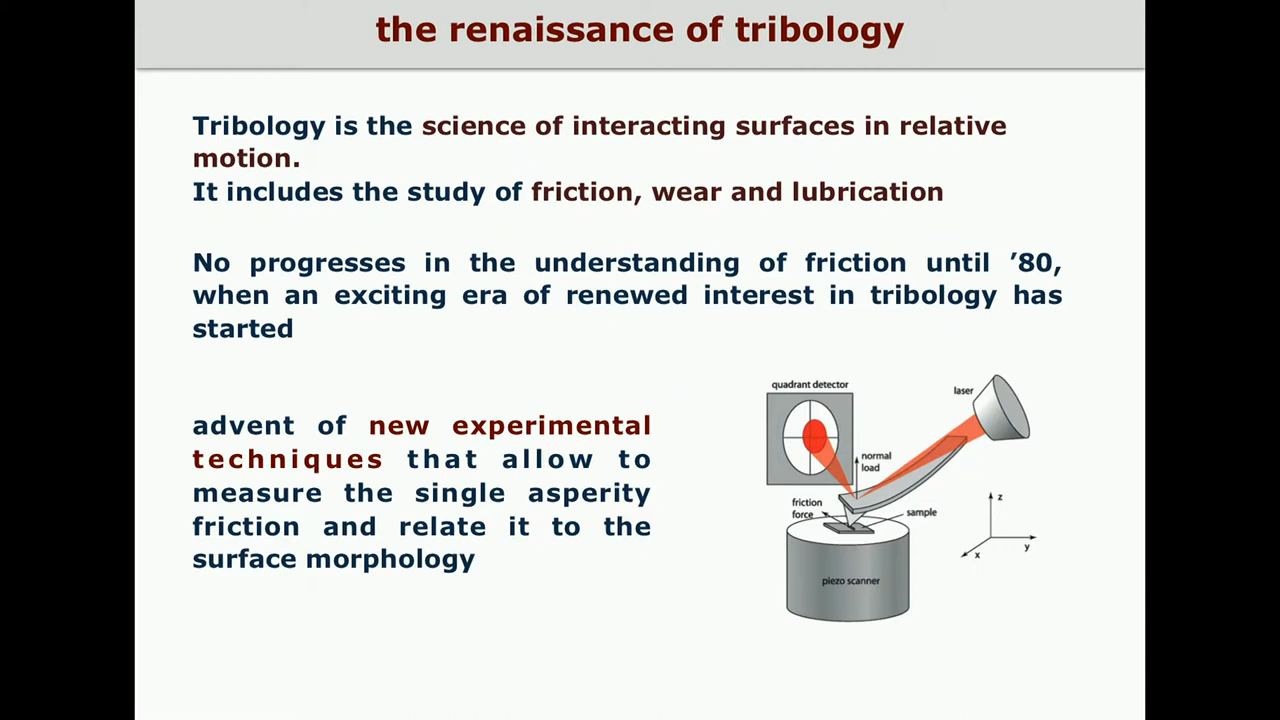 the renaissance of tribology
Tribology is the science of interacting surfaces in relative
motion.
It includes the study of friction, wear and lubrication
No progresses in the understanding of friction until ’80,
when an exciting era of renewed interest in tribology has
started
advent of new experimental
techniques that allow to
measure the single asperity
friction and relate it to the
surface morphology
quadrant detector
laser
normal
load
friction
force
sample
z
y
x
piezo scanner